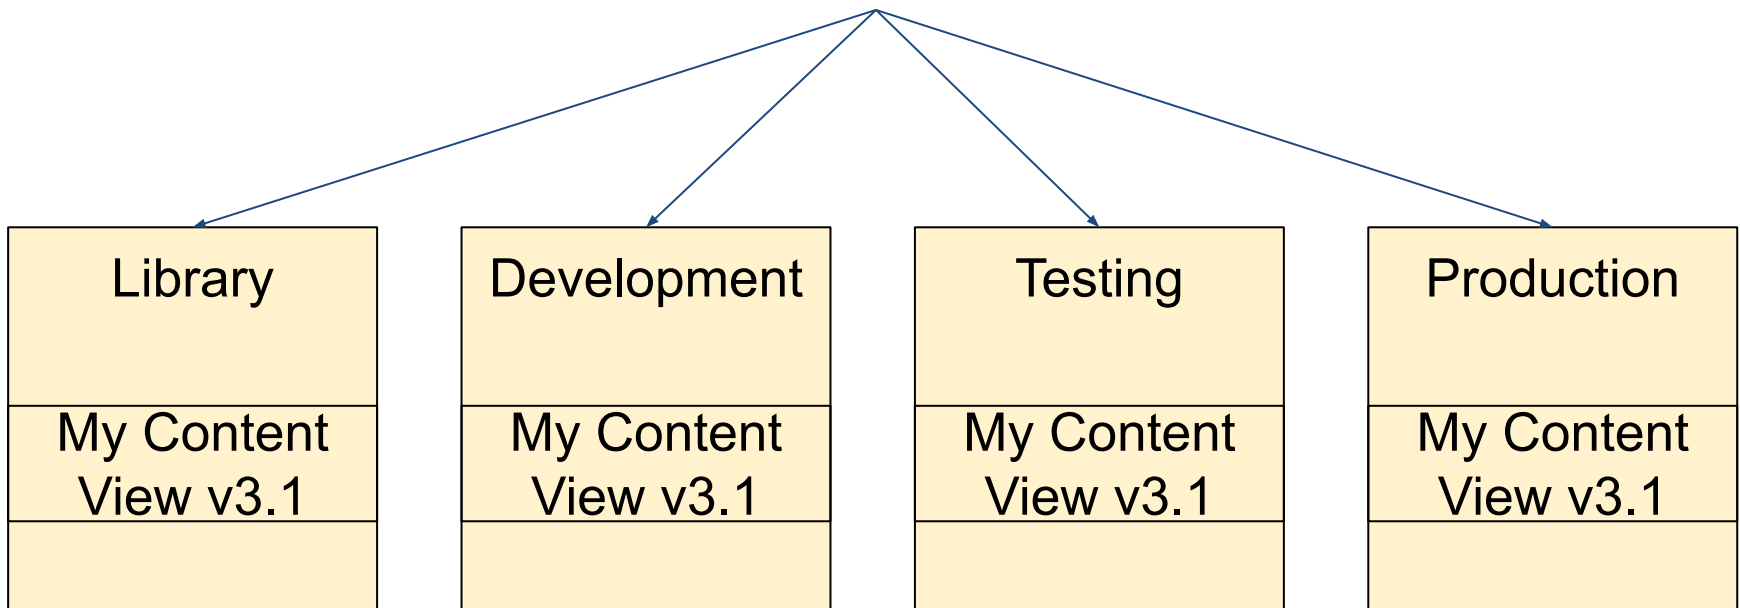 Library
Development
Testing
Production
My Content
View v3.1
My Content
View v3.1
My Content
View v3.1
My Content
View v3.1